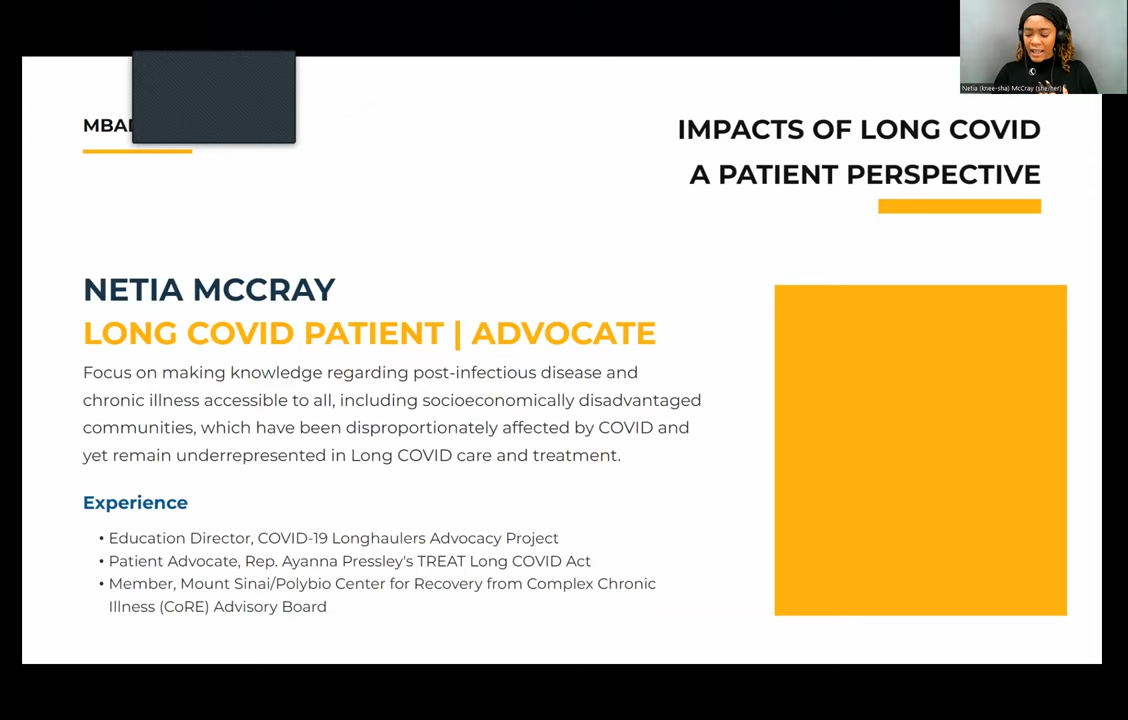 Netia (knee-sha) McCray (she/her)
IMPACTS OF LONG COVID
A PATIENT PERSPECTIVE
NETIA MCCRAY
LONG COVID PATIENT | ADVOCATE
Focus on making knowledge regarding post-infectious disease and
chronic illness accessible to all, including socioeconomically disadvantaged
communities, which have been disproportionately affected by COVID and
yet remain underrepresented in Long COVID care and treatment.
Experience
• Education Director, COVID-19 Longhaulers Advocacy Project
• Patient Advocate, Rep. Ayanna Pressley's TREAT Long COVID Act
• Member, Mount Sinai/Polybio Center for Recovery from Complex Chronic
Illness (CoRE) Advisory Board